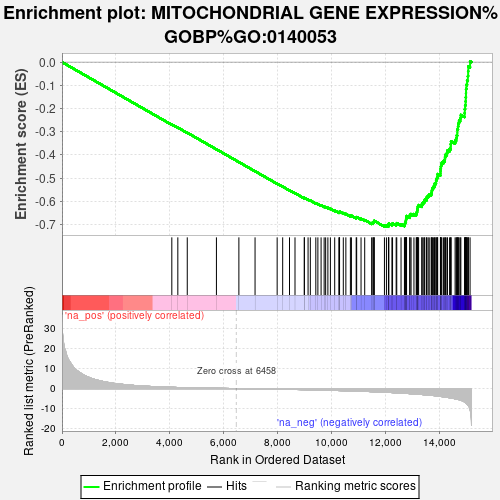 Enrichment plot: MITOCHONDRIAL GENE EXPRESSION%
GOBP%GO:0140053
Enrichment score (ES)
0.0
-0.1
-0.2
-0.3
-0.4
-0.5
-0.6
-0.7
'na_pos' (positively correlated)
Ranked list metric (PreRanked)
30
20
10
0
-10
-20
Zero cross at 6458
'na_neg' (negatively correlated)
0
2,000
4,000
6,000
8,000
10,000
12,000
14,000
Rank in Ordered Dataset
Enrichment profile
Hits
Ranking metric scores